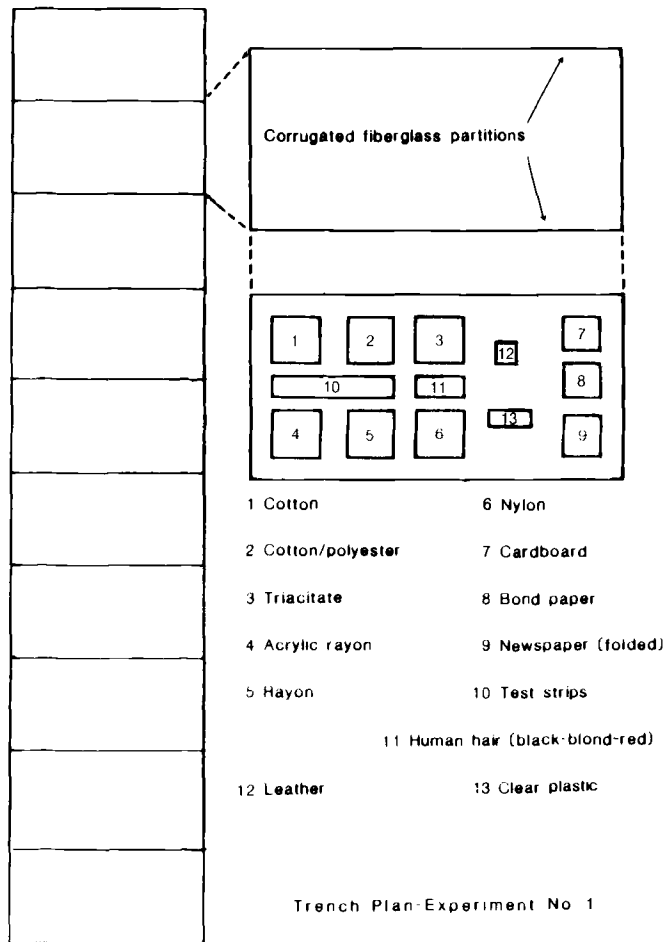 Corrugated fiberglass partitions
1 2 3 12 7
10 11 8
4 5 6 13 9
1 Cotton 6 Nylon
2 Cotton/polyester 7 Cardboard
3 Triacitate 8 Bond paper
4 Acrylic rayon 9 Newspaper (folded)
5 Rayon 10 Test strips
11 Human hair (black-blond-red)
12 Leather 13 Clear plastic
Trench Plan-Experiment No 1